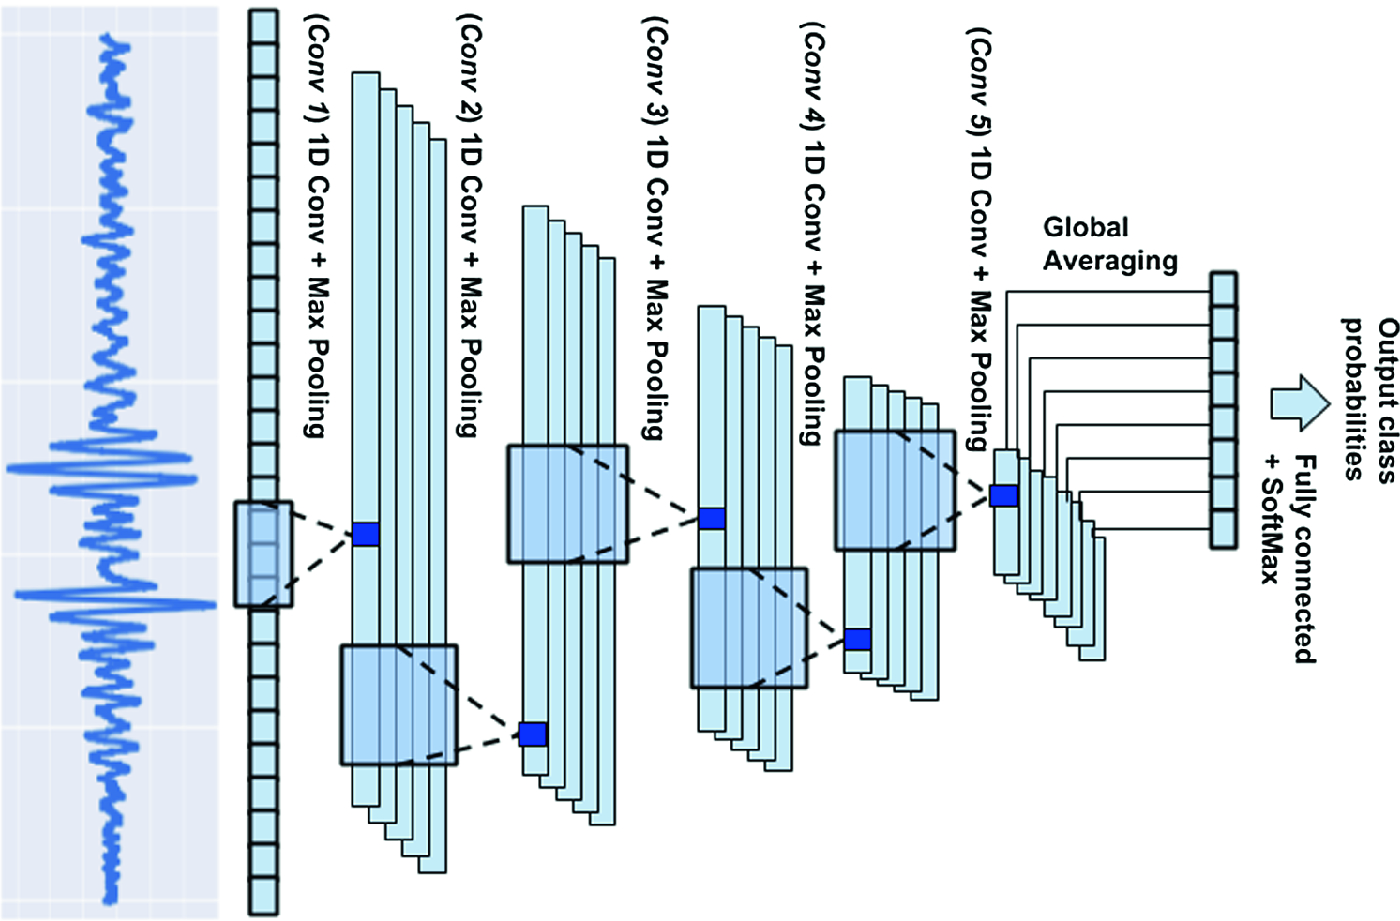 (Conv 1) 1D Conv + Max Pooling
(Conv 2) 1D Conv + Max Pooling
(Conv 3) 1D Conv + Max Pooling
(Conv 4) 1D Conv + Max Pooling
(Conv 5) 1D Conv + Max Pooling
Global
Averaging
Fully connected
+ SoftMax
Output class
probabilities